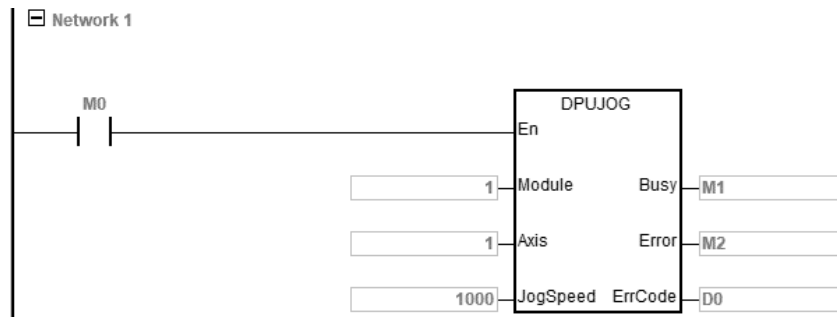 Network 1
M0
DPUJOG
En
1 Module Busy M1
1 Axis Error M2
1000 JogSpeed ErrCode D0